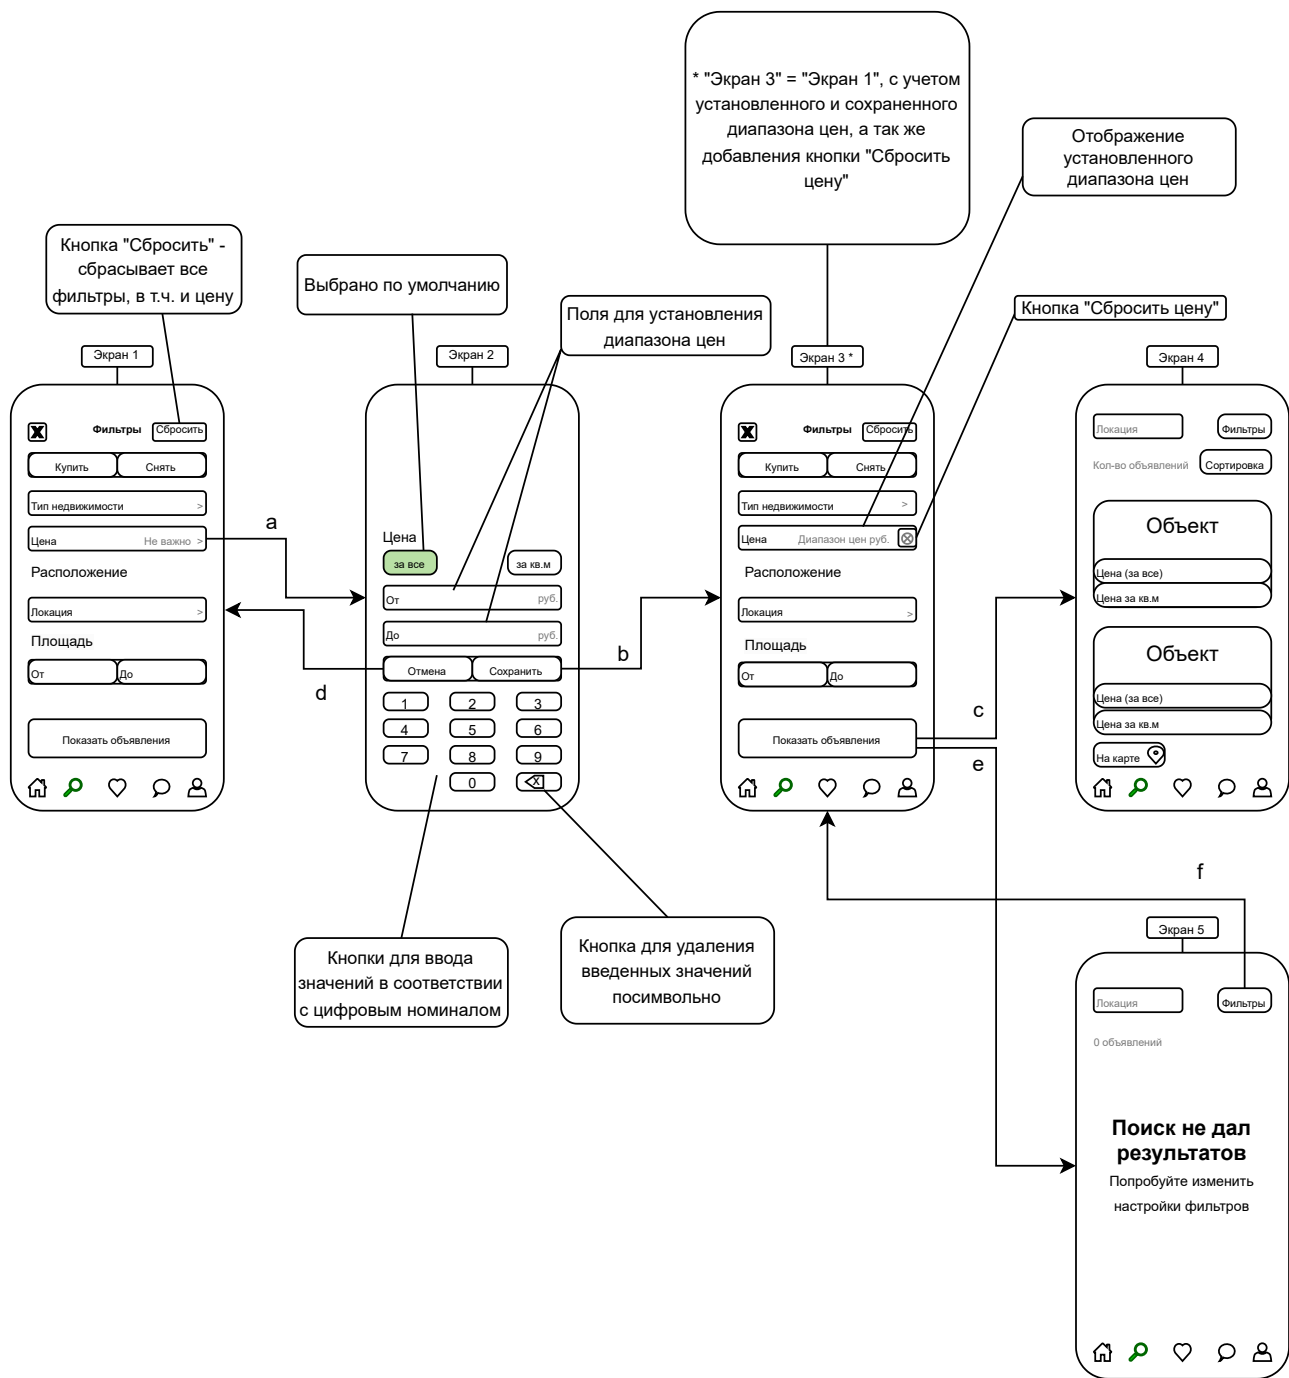 * "Экран 3" = "Экран 1", с учетом
установленного и сохраненного
диапазона цен, а так же
добавления кнопки "Сбросить
цену"
Отображение
установленного
диапазона цен
Кнопка "Сбросить" -
сбрасывает все
фильтры, в т.ч. и цену
Выбрано по умолчанию
Поля для установления
диапазона цен
Кнопка "Сбросить цену"
Экран 1
X
Фильтры
Сбросить
Купить
Снять
Тип недвижимости
>
Цена
Не важно >
Расположение
Локация
>
Площадь
От
До
Показать объявления
a
d
Экран 2
Цена
за все
за кв.м
От
руб.
До
руб.
Отмена
Сохранить
1
2
3
4
5
6
7
8
9
0
X
b
Кнопки для ввода
значений в соответствии
с цифровым номиналом
Кнопка для удаления
введенных значений
посимвольно
Экран 3 *
X
Фильтры
Сбросить
Купить
Снять
Тип недвижимости
>
Цена
Диапазон цен руб.
Расположение
Локация
>
Площадь
От
До
Показать объявления
c
e
Экран 4
Локация
Фильтры
Кол-во объявлений
Сортировка
Объект
Цена (за все)
Цена за кв.м
Объект
Цена (за все)
Цена за кв.м
На карте
f
Экран 5
Локация
Фильтры
0 объявлений
Поиск не дал
результатов
Попробуйте изменить
настройки фильтров